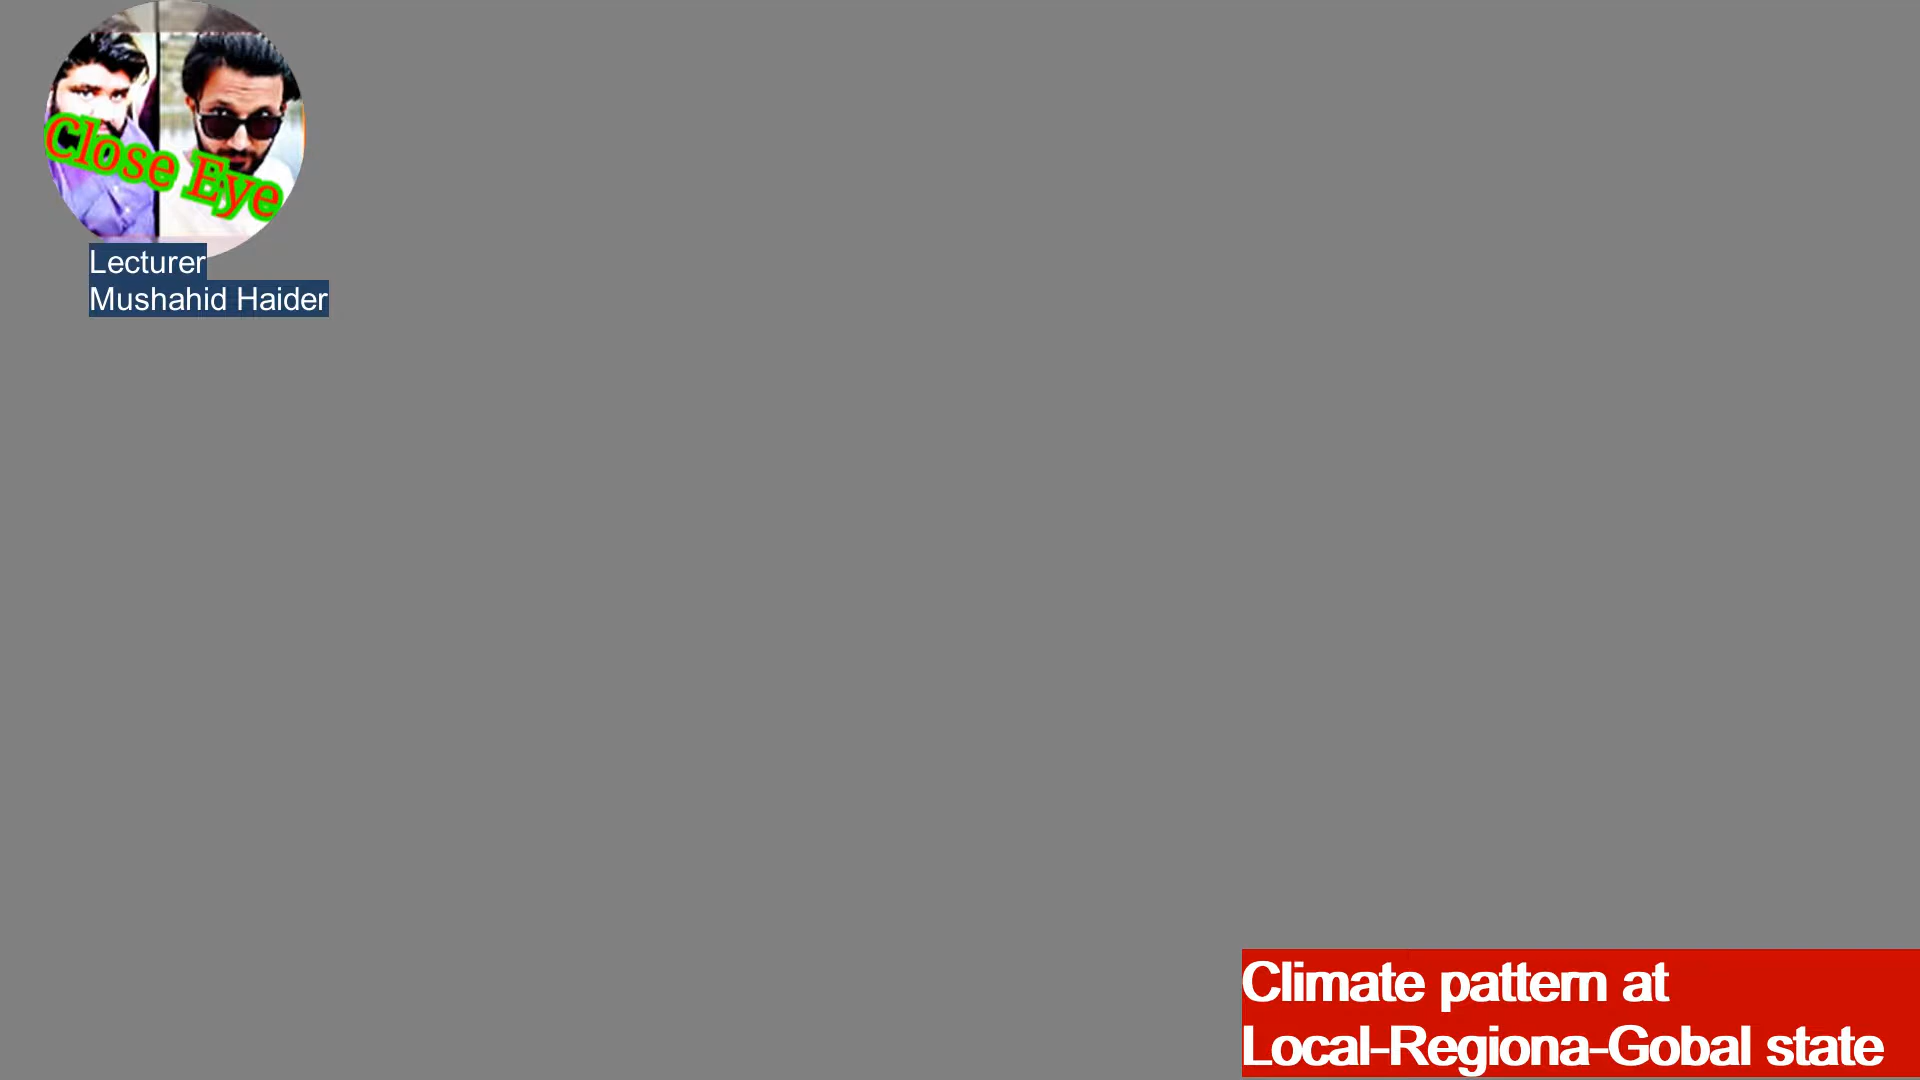 Close Eye
Lecturer
Mushahid Haider
Climate pattern at
Local-Regiona-Gobal state